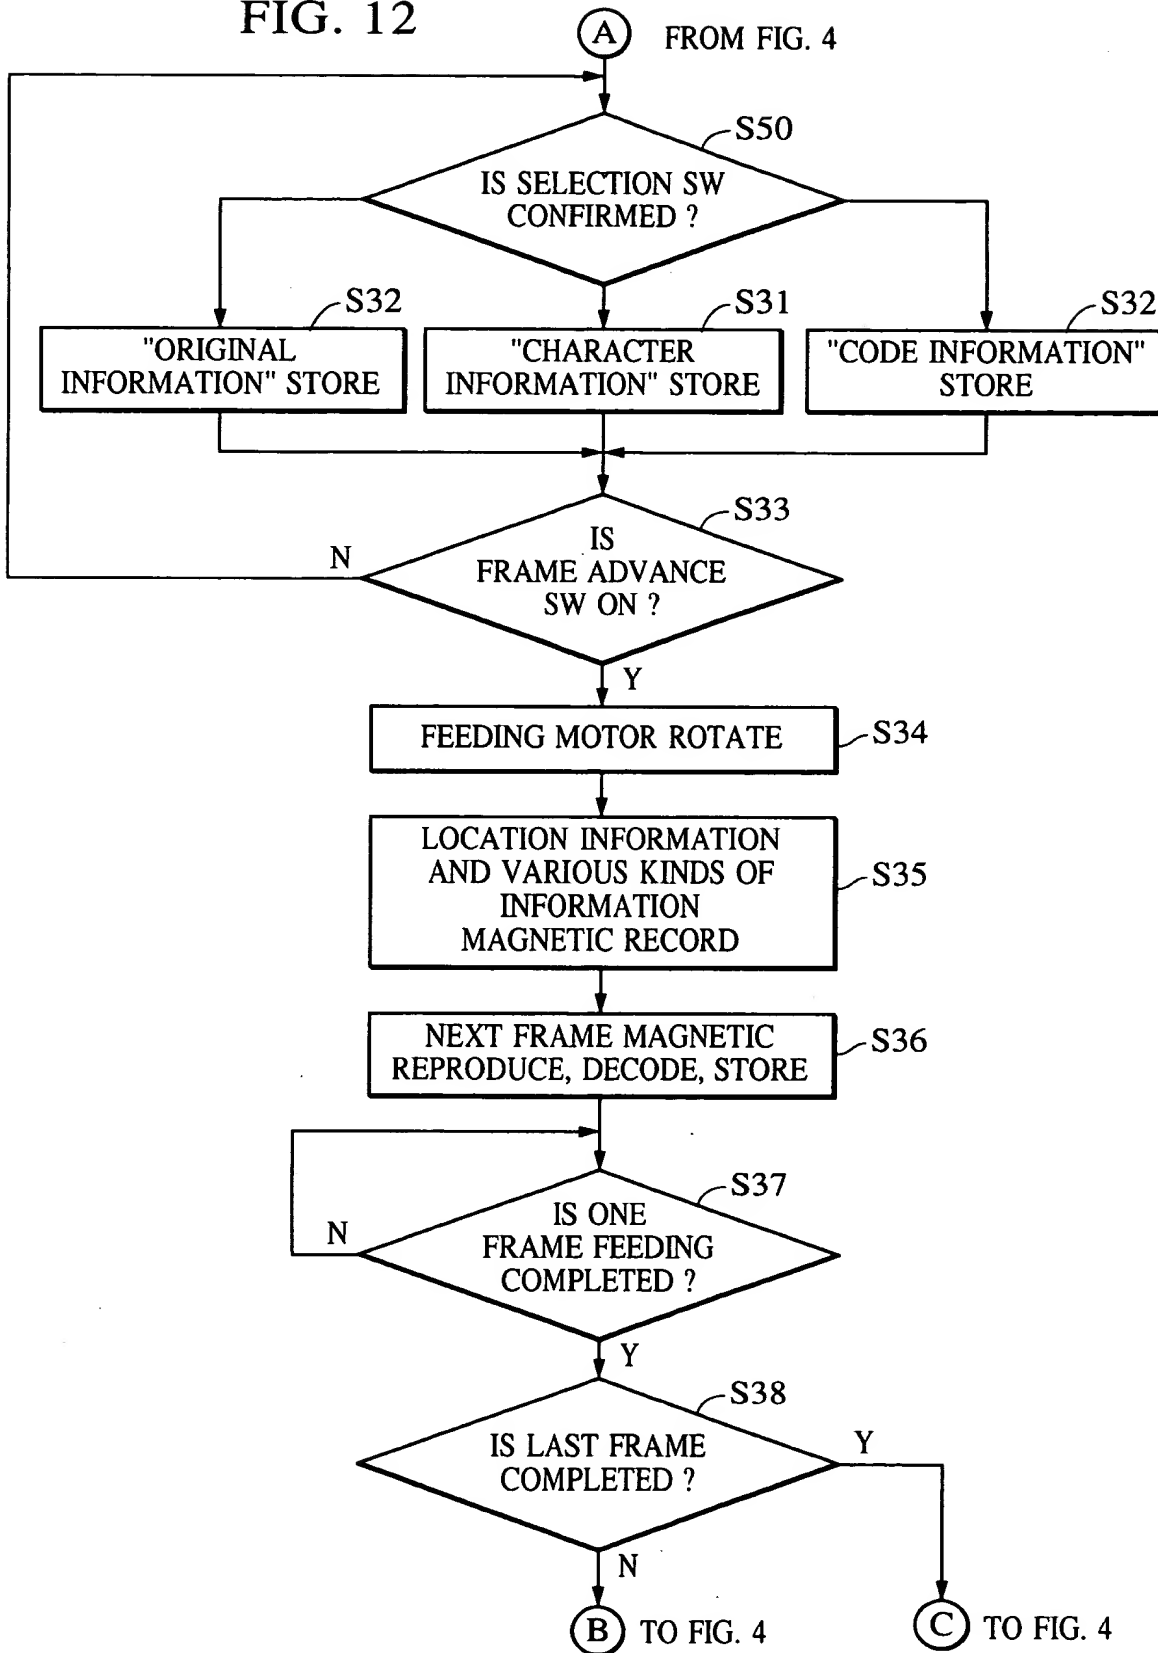 FIG. 12
A FROM FIG. 4
S50
IS SELECTION SW
CONFIRMED ?
S32
"ORIGINAL
INFORMATION" STORE
S31
"CHARACTER
INFORMATION" STORE
S32
"CODE INFORMATION"
STORE
S33
IS
FRAME ADVANCE
SW ON ?
N
Y
FEEDING MOTOR ROTATE
S34
LOCATION INFORMATION
AND VARIOUS KINDS OF
INFORMATION
MAGNETIC RECORD
S35
NEXT FRAME MAGNETIC
REPRODUCE, DECODE, STORE
S36
S37
IS ONE
FRAME FEEDING
COMPLETED ?
N
Y
S38
IS LAST FRAME
COMPLETED ?
Y
N
B TO FIG. 4
C TO FIG. 4